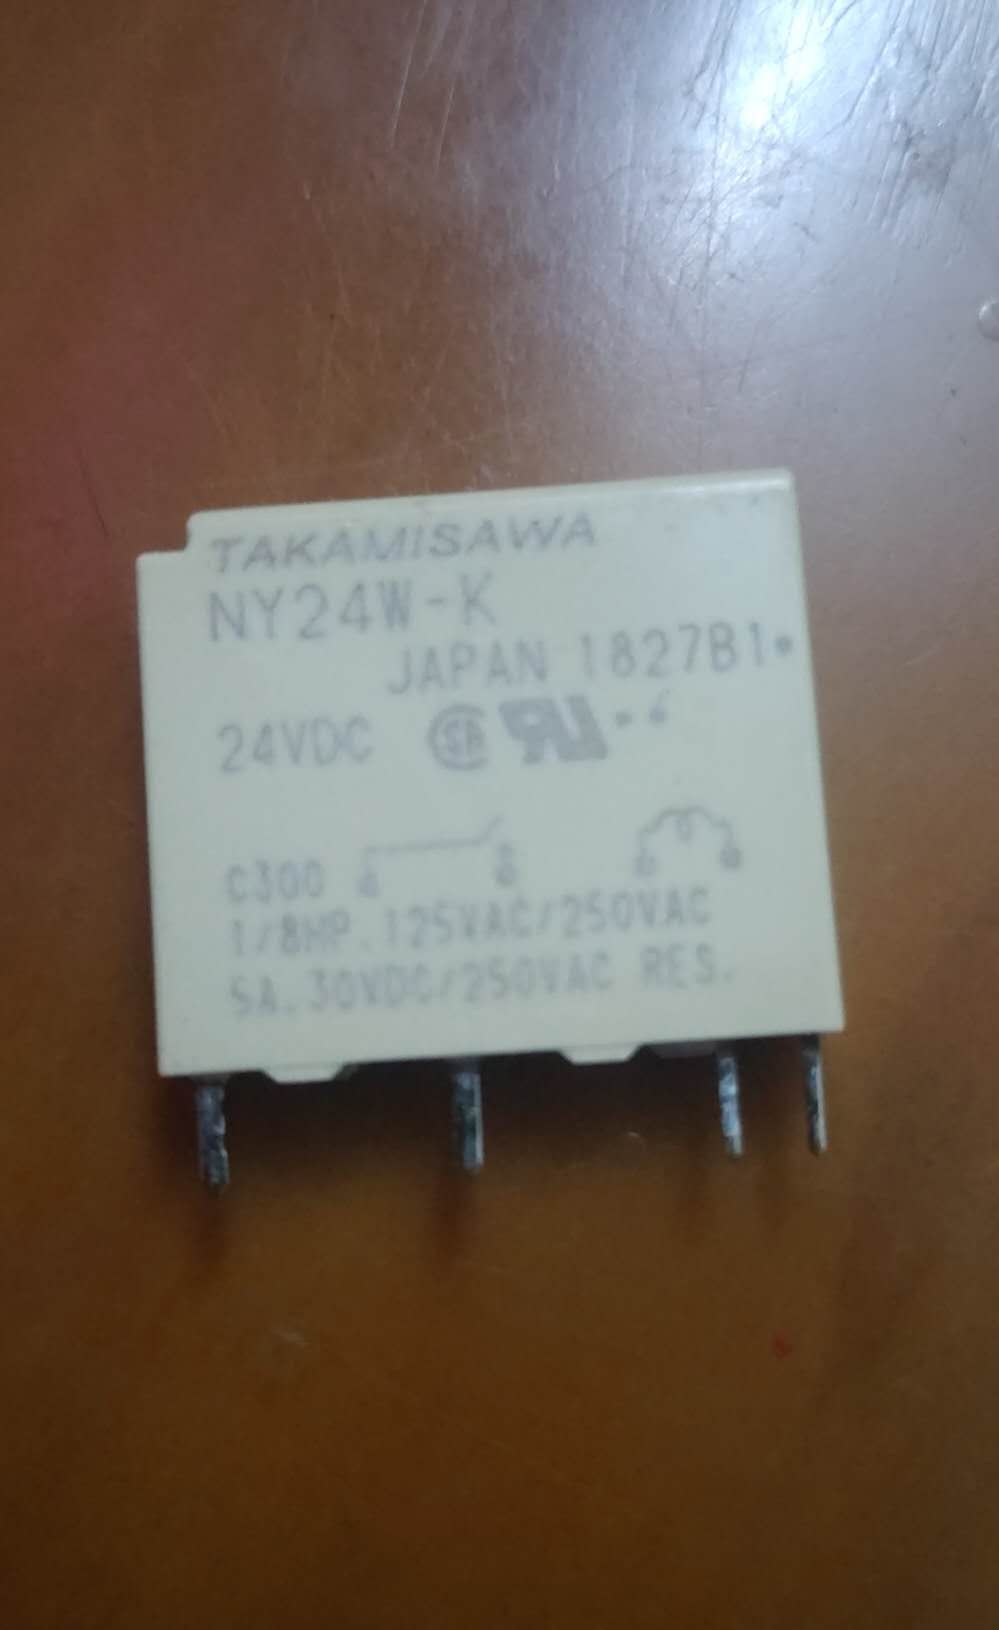 TAKAMISAWA
NY24W-K
JAPAN 1827B1
24VDC
C300
1/8HP. 125VAC/250VAC
5A. 30VDC/250VAC RES.